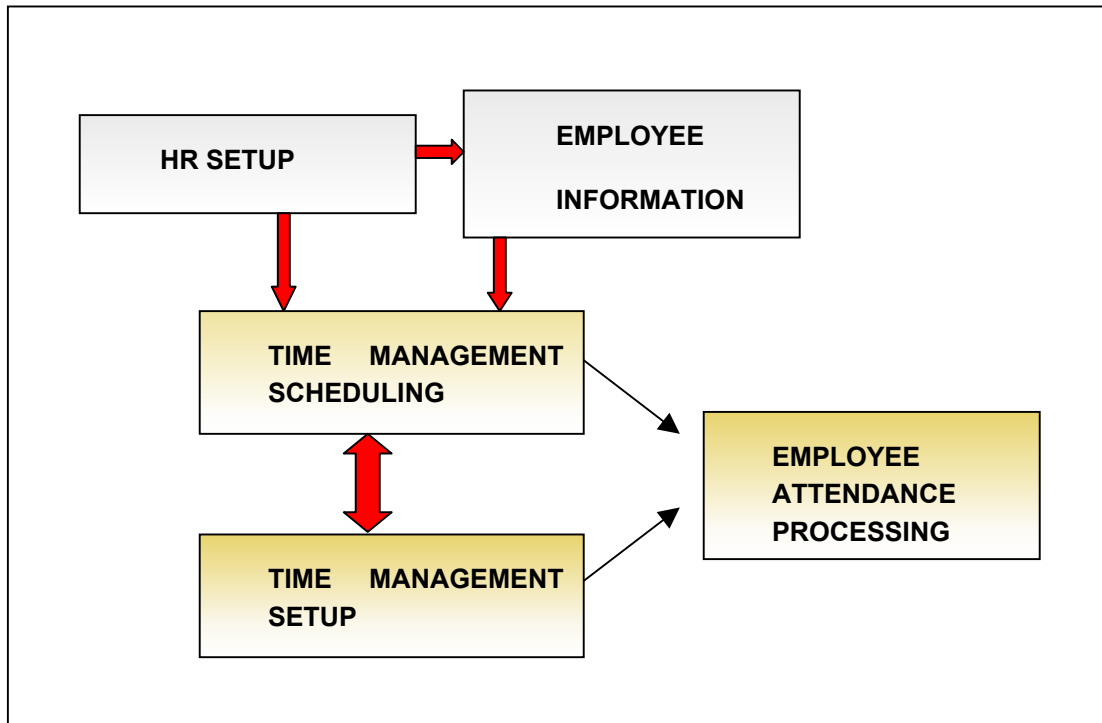 HR SETUP
EMPLOYEE
INFORMATION
TIME MANAGEMENT
SCHEDULING
EMPLOYEE
ATTENDANCE
PROCESSING
TIME MANAGEMENT
SETUP